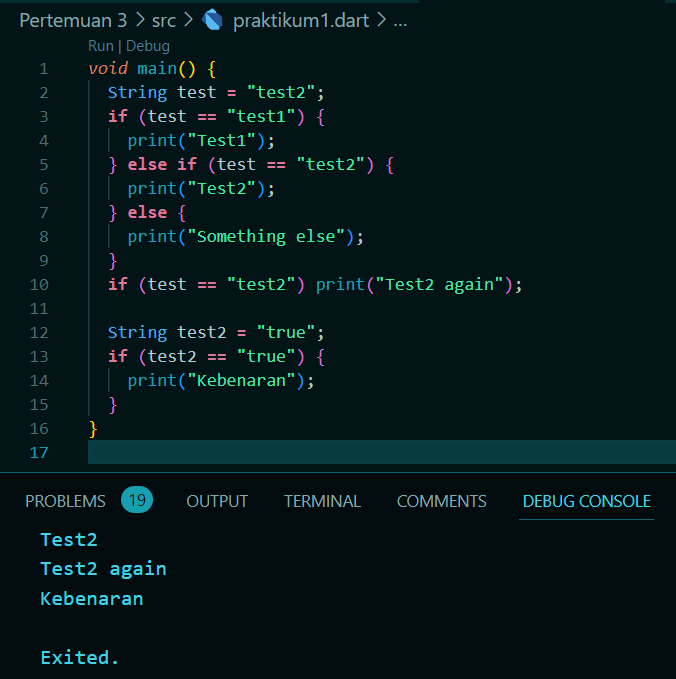 Pertemuan 3 > src > praktikum1.dart > ...
Run | Debug
1 void main() {
2 String test = "test2";
3 if (test == "test1") {
4 print("Test1");
5 } else if (test == "test2") {
6 print("Test2");
7 } else {
8 print("Something else");
9 }
10 if (test == "test2") print("Test2 again");
11
12 String test2 = "true";
13 if (test2 == "true") {
14 print("Kebenaran");
15 }
16 }
17
PROBLEMS 19 OUTPUT TERMINAL COMMENTS DEBUG CONSOLE
Test2
Test2 again
Kebenaran
Exited.